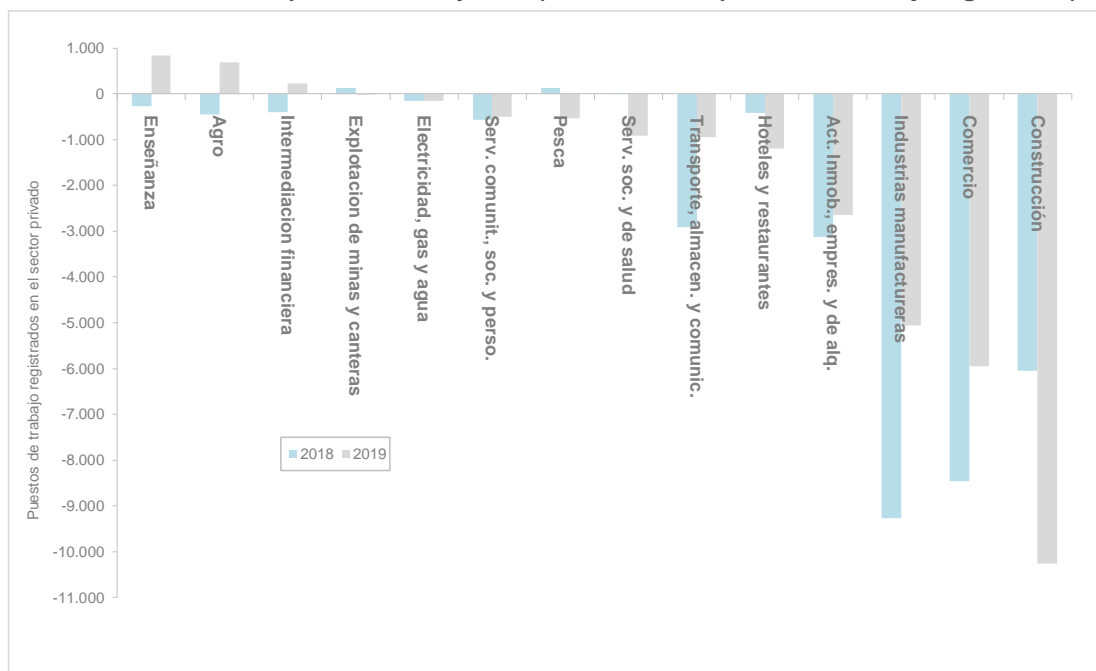 1.000
0
-1.000
-2.000
-3.000
-4.000
-5.000
-6.000
-7.000
-8.000
-9.000
-10.000
-11.000
Puestos de trabajo registrados en el sector privado
Enseñanza
Agro
Intermediacion financiera
Explotacion de minas y canteras
Electricidad, gas y agua
Serv. comunit., soc. y perso.
Pesca
Serv. soc. y de salud
Transporte, almacen. y comunic.
Hoteles y restaurantes
Act. Inmob., empres. y de alq.
Industrias manufactureras
Comercio
Construcción
2018 2019